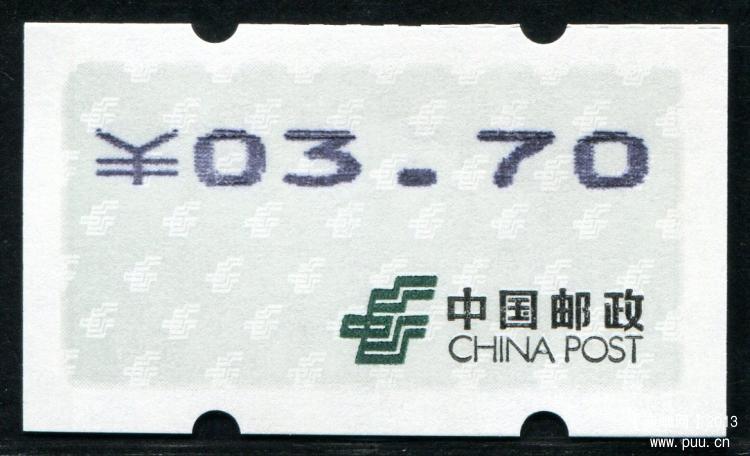 ¥03.70
中国邮政
CHINA POST
www.puu.cn